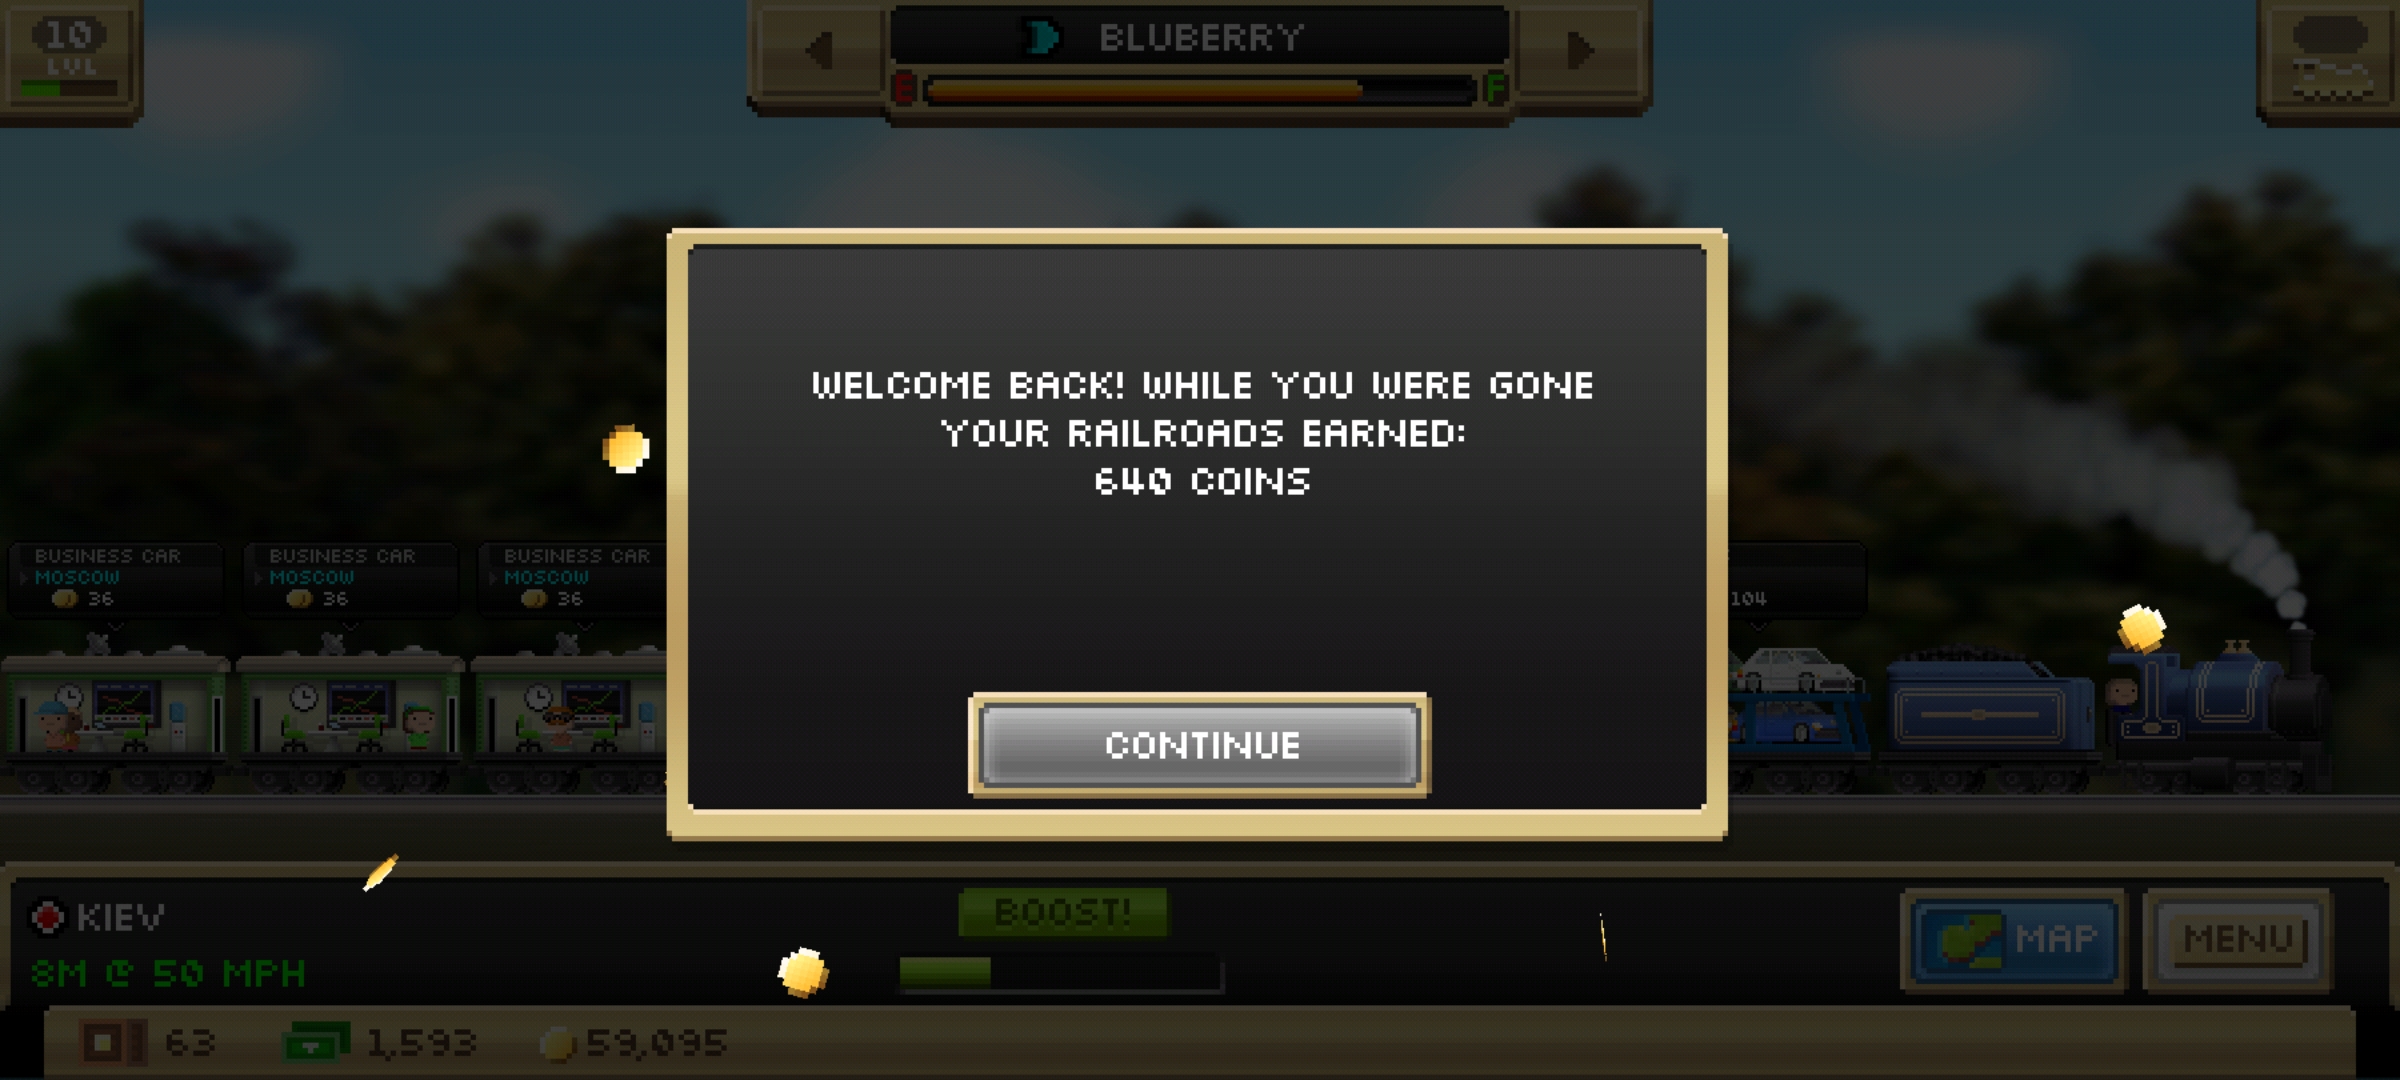 10
LVL
BLUBERRY
E F
WELCOME BACK! WHILE YOU WERE GONE
YOUR RAILROADS EARNED:
640 COINS
BUSINESS CAR
MOSCOW
36
BUSINESS CAR
MOSCOW
36
BUSINESS CAR
MOSCOW
36
104
CONTINUE
KIEV
8M @ 50 MPH
BOOST!
MAP
MENU
63
1,593
59,095